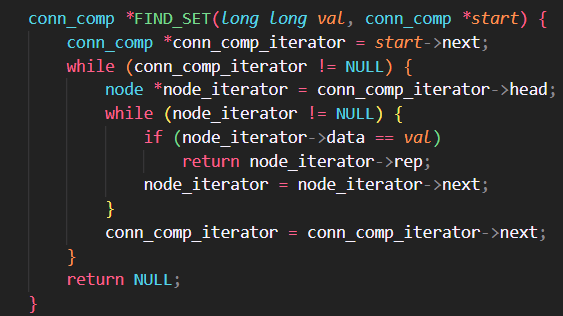 conn_comp *FIND_SET(long long val, conn_comp *start) {
    conn_comp *conn_comp_iterator = start->next;
    while (conn_comp_iterator != NULL) {
        node *node_iterator = conn_comp_iterator->head;
        while (node_iterator != NULL) {
            if (node_iterator->data == val)
                return node_iterator->rep;
            node_iterator = node_iterator->next;
        }
        conn_comp_iterator = conn_comp_iterator->next;
    }
    return NULL;
}